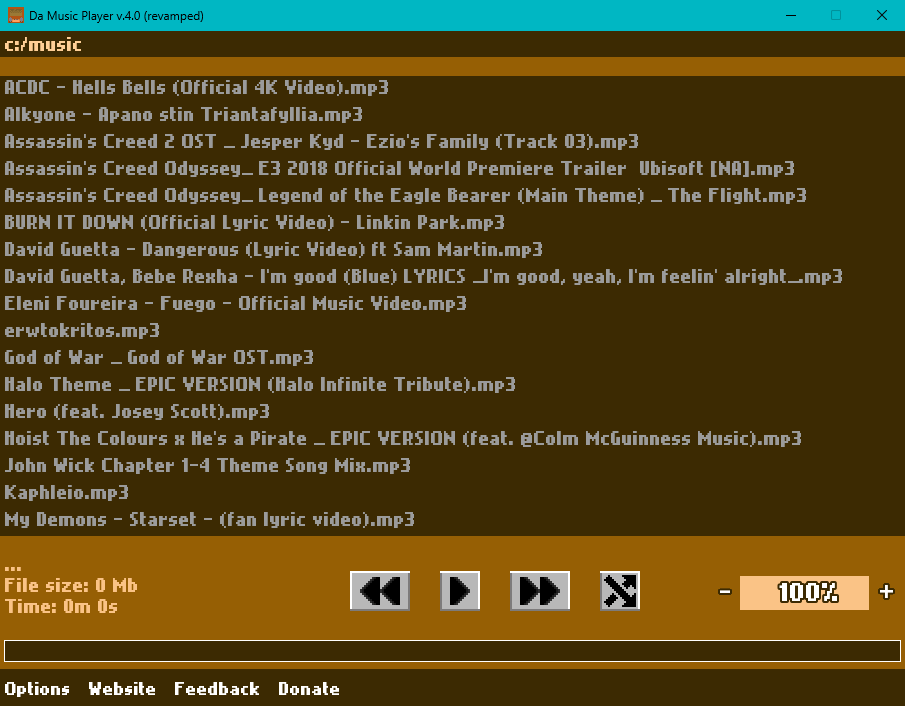 Da Music Player v.4.0 (revamped)
c:/music
ACDC - Hells Bells (Official 4K Video).mp3
Alkyone - Apano stin Triantafyllia.mp3
Assassin's Creed 2 OST _ Jesper Kyd - Ezio's Family (Track 03).mp3
Assassin's Creed Odyssey_ E3 2018 Official World Premiere Trailer  Ubisoft [NA].mp3
Assassin's Creed Odyssey_ Legend of the Eagle Bearer (Main Theme) _ The Flight.mp3
BURN IT DOWN (Official Lyric Video) - Linkin Park.mp3
David Guetta - Dangerous (Lyric Video) ft Sam Martin.mp3
David Guetta, Bebe Rexha - I'm good (Blue) LYRICS _I'm good, yeah, I'm feelin' alright_.mp3
Eleni Foureira - Fuego - Official Music Video.mp3
erwtokritos.mp3
God of War _ God of War OST.mp3
Halo Theme _ EPIC VERSION (Halo Infinite Tribute).mp3
Hero (feat. Josey Scott).mp3
Hoist The Colours x He's a Pirate _ EPIC VERSION (feat. @Colm McGuinness Music).mp3
John Wick Chapter 1-4 Theme Song Mix.mp3
Kaphleio.mp3
My Demons - Starset - (fan lyric video).mp3
...
File size: 0 Mb
Time: 0m 0s
- 100% +
Options Website Feedback Donate